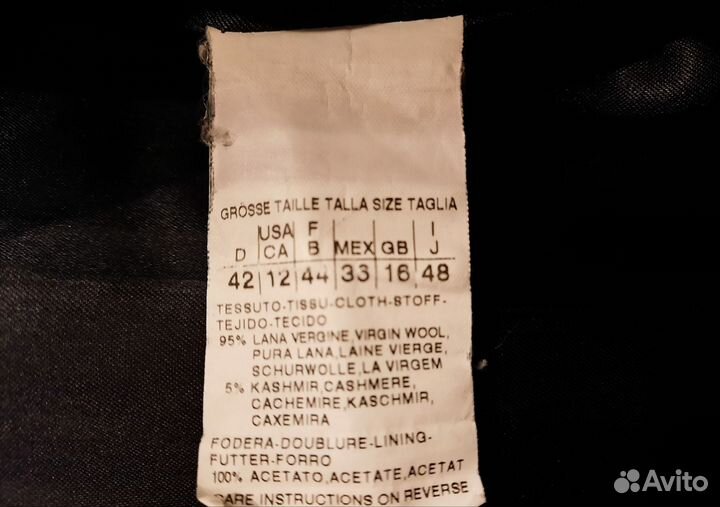 GRÖSSE TAILLE TALLA SIZE TAGLIA
D USA CA F B MEX GB I J
42 12 44 33 16 48
TESSUTO-TISSU-CLOTH-STOFF-
TEJIDO-TECIDO
95% LANA VERGINE,VIRGIN WOOL,
PURA LANA,LAINE VIERGE,
SCHURWOLLE,LA VIRGEM
5% KASHMIR,CASHMERE,
CACHEMIRE,KASCHMIR,
CAXEMIRA
FODERA-DOUBLURE-LINING-
FUTTER-FORRO
100% ACETATO,ACETATE,ACETAT
CARE INSTRUCTIONS ON REVERSE
Avito